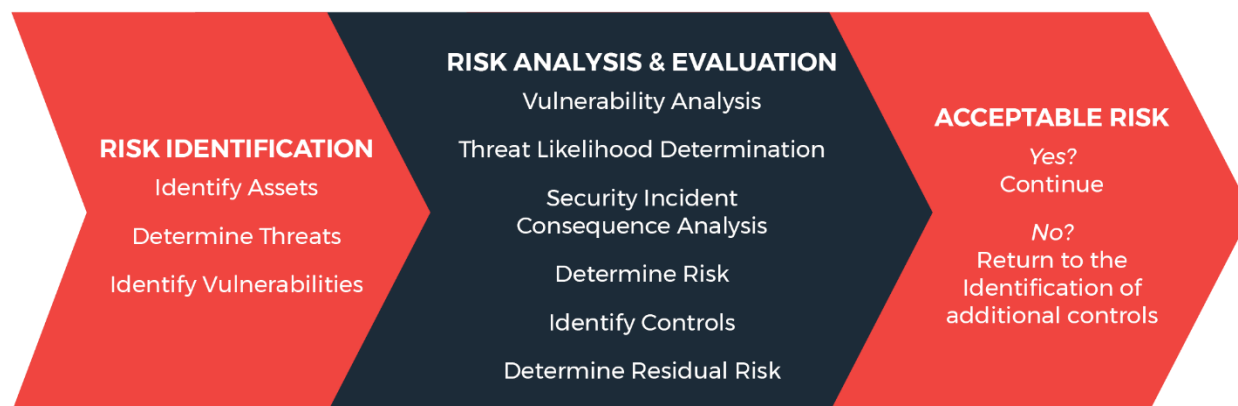 RISK IDENTIFICATION
Identify Assets
Determine Threats
Identify Vulnerabilities
RISK ANALYSIS & EVALUATION
Vulnerability Analysis
Threat Likelihood Determination
Security Incident
Consequence Analysis
Determine Risk
Identify Controls
Determine Residual Risk
ACCEPTABLE RISK
Yes?
Continue
No?
Return to the
Identification of
additional controls